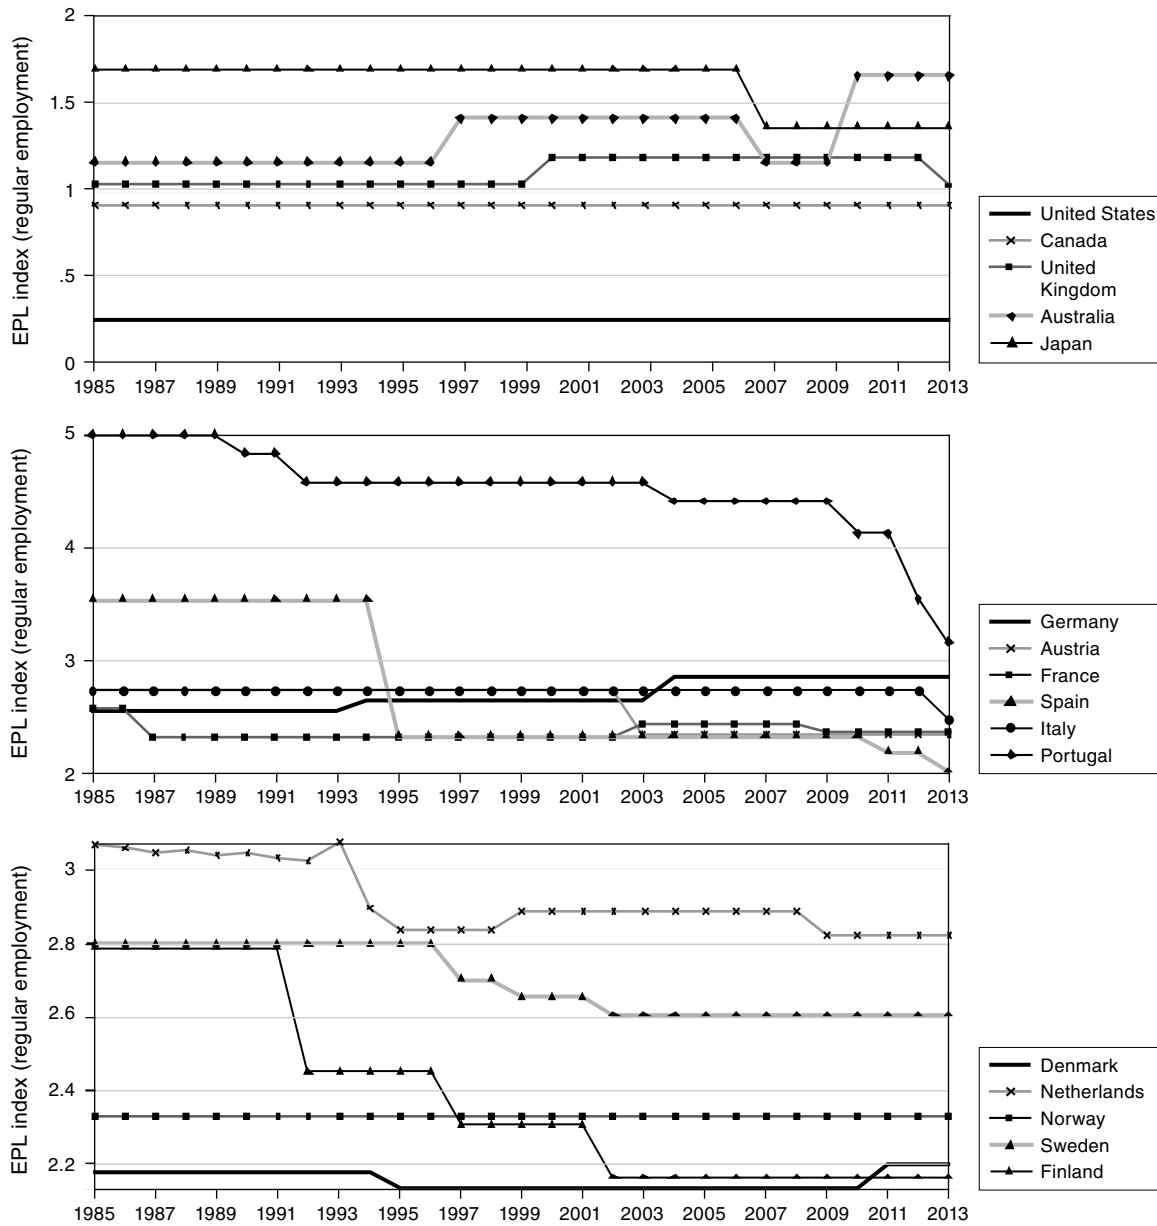 EPL index (regular employment)
2
1.5
1
.5
0
1985 1987 1989 1991 1993 1995 1997 1999 2001 2003 2005 2007 2009 2011 2013
United States
Canada
United
Kingdom
Australia
Japan
EPL index (regular employment)
5
4
3
2
1985 1987 1989 1991 1993 1995 1997 1999 2001 2003 2005 2007 2009 2011 2013
Germany
Austria
France
Spain
Italy
Portugal
EPL index (regular employment)
3
2.8
2.6
2.4
2.2
1985 1987 1989 1991 1993 1995 1997 1999 2001 2003 2005 2007 2009 2011 2013
Denmark
Netherlands
Norway
Sweden
Finland